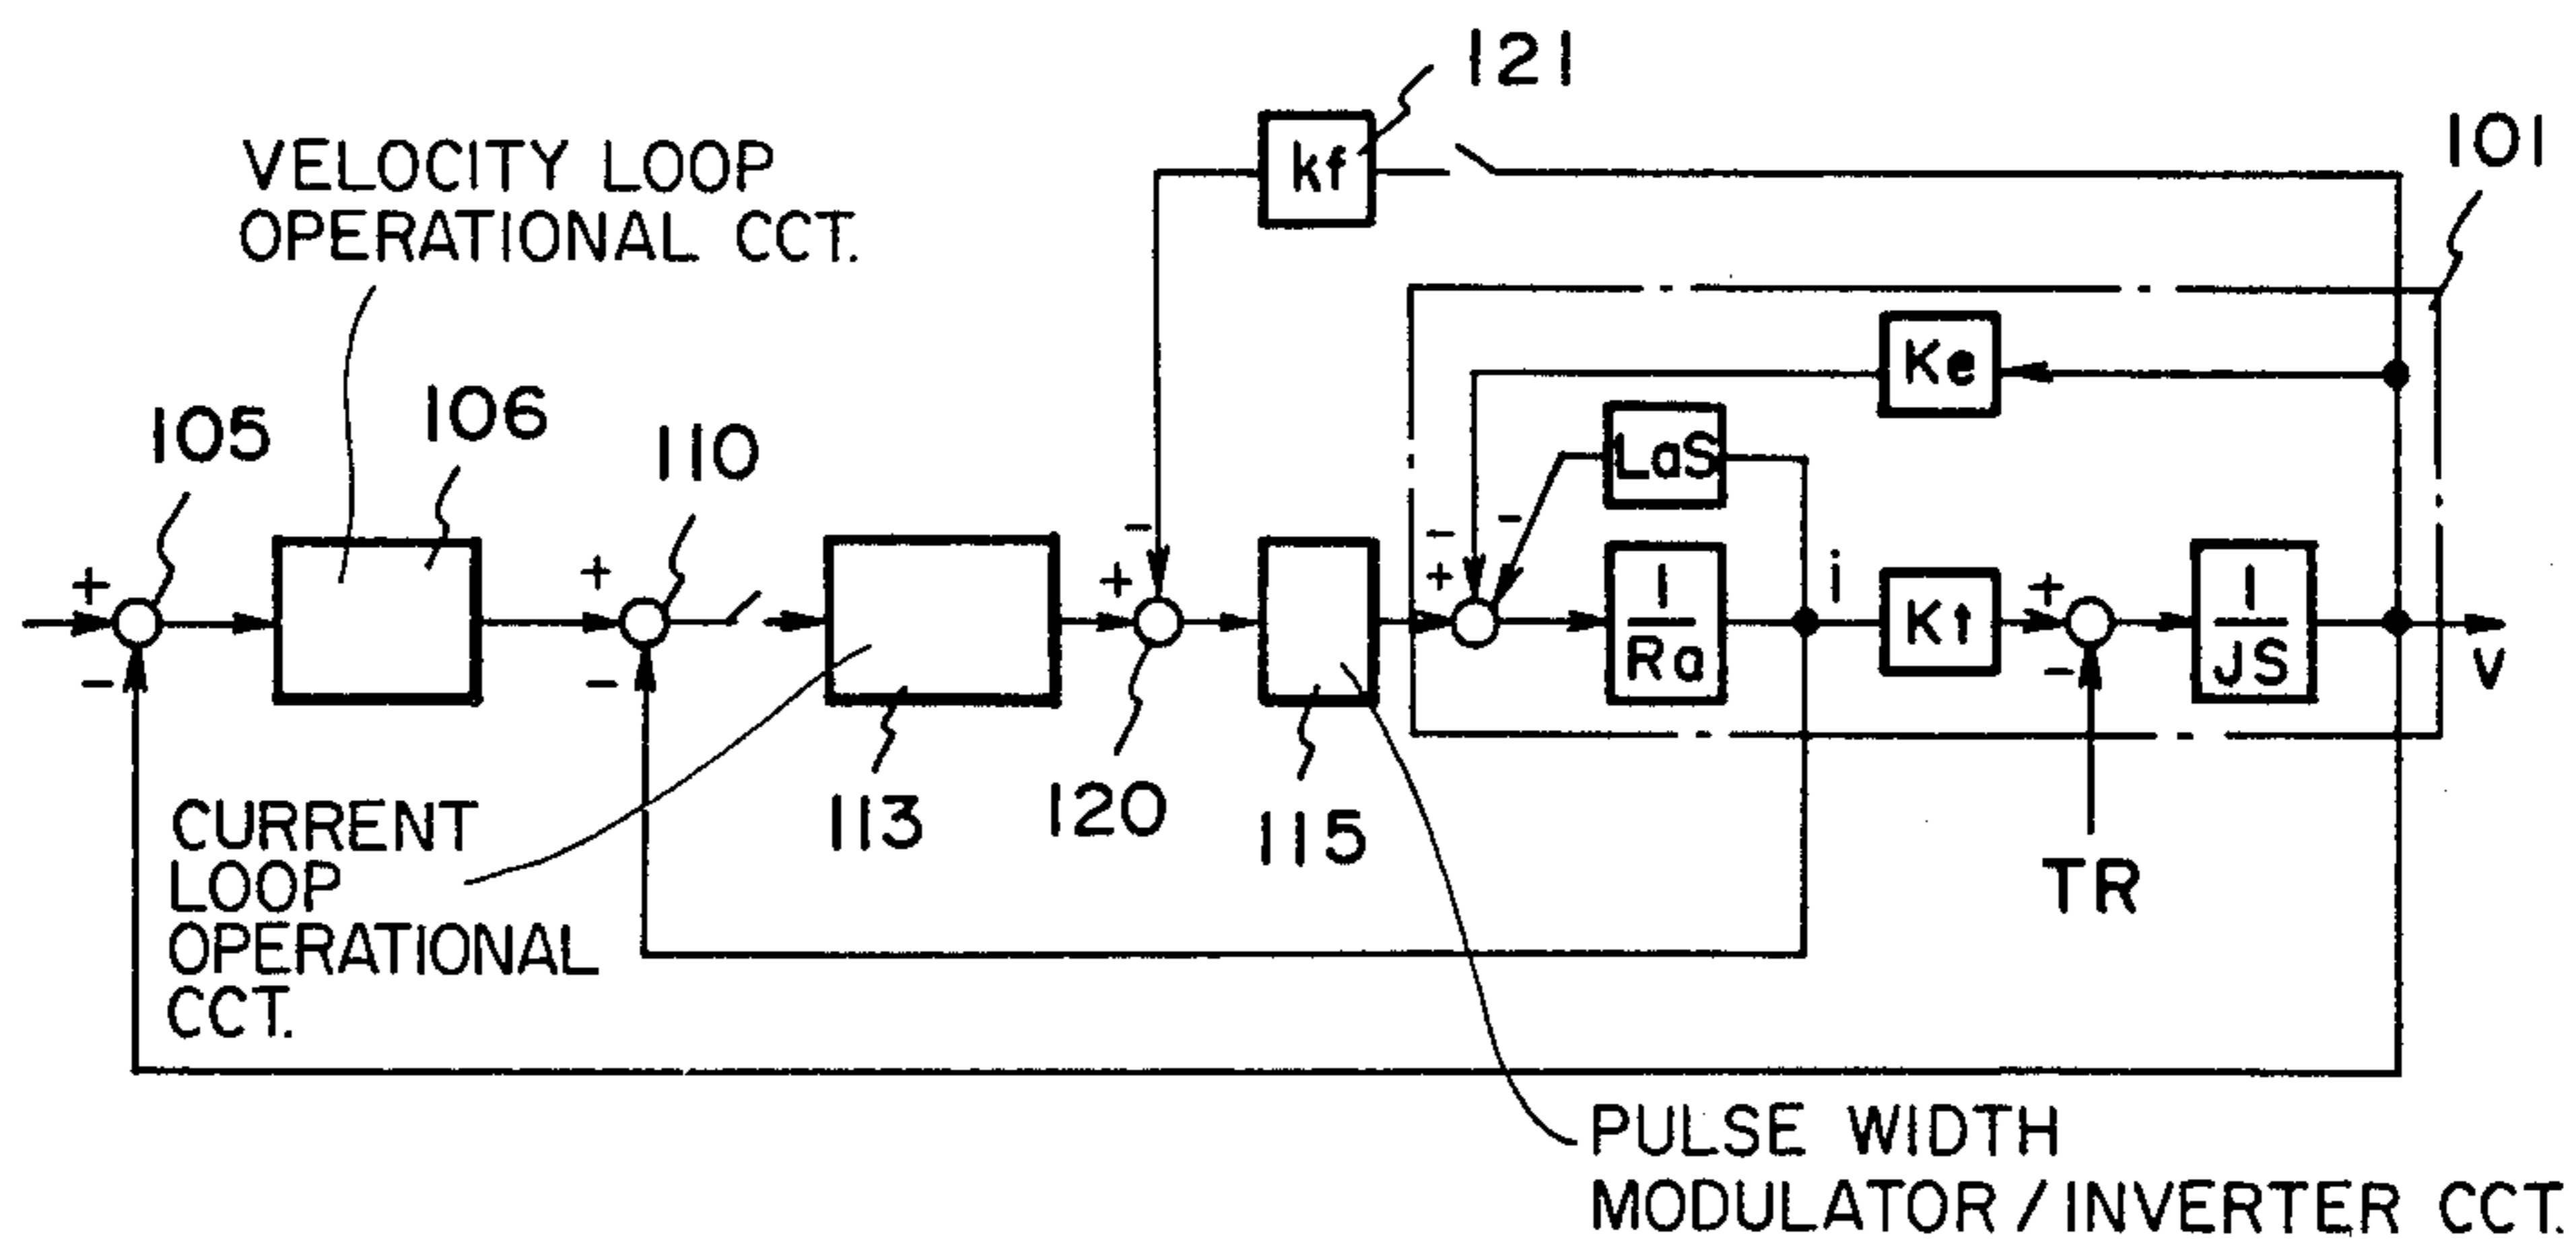 121
kf
101
VELOCITY LOOP
OPERATIONAL CCT.
Ke
105
106
110
LaS
+
-
+
-
+
-
-
+
-
1
Ra
i
Kt
+
-
1
JS
V
113
120
115
TR
CURRENT
LOOP
OPERATIONAL
CCT.
PULSE WIDTH
MODULATOR / INVERTER CCT.